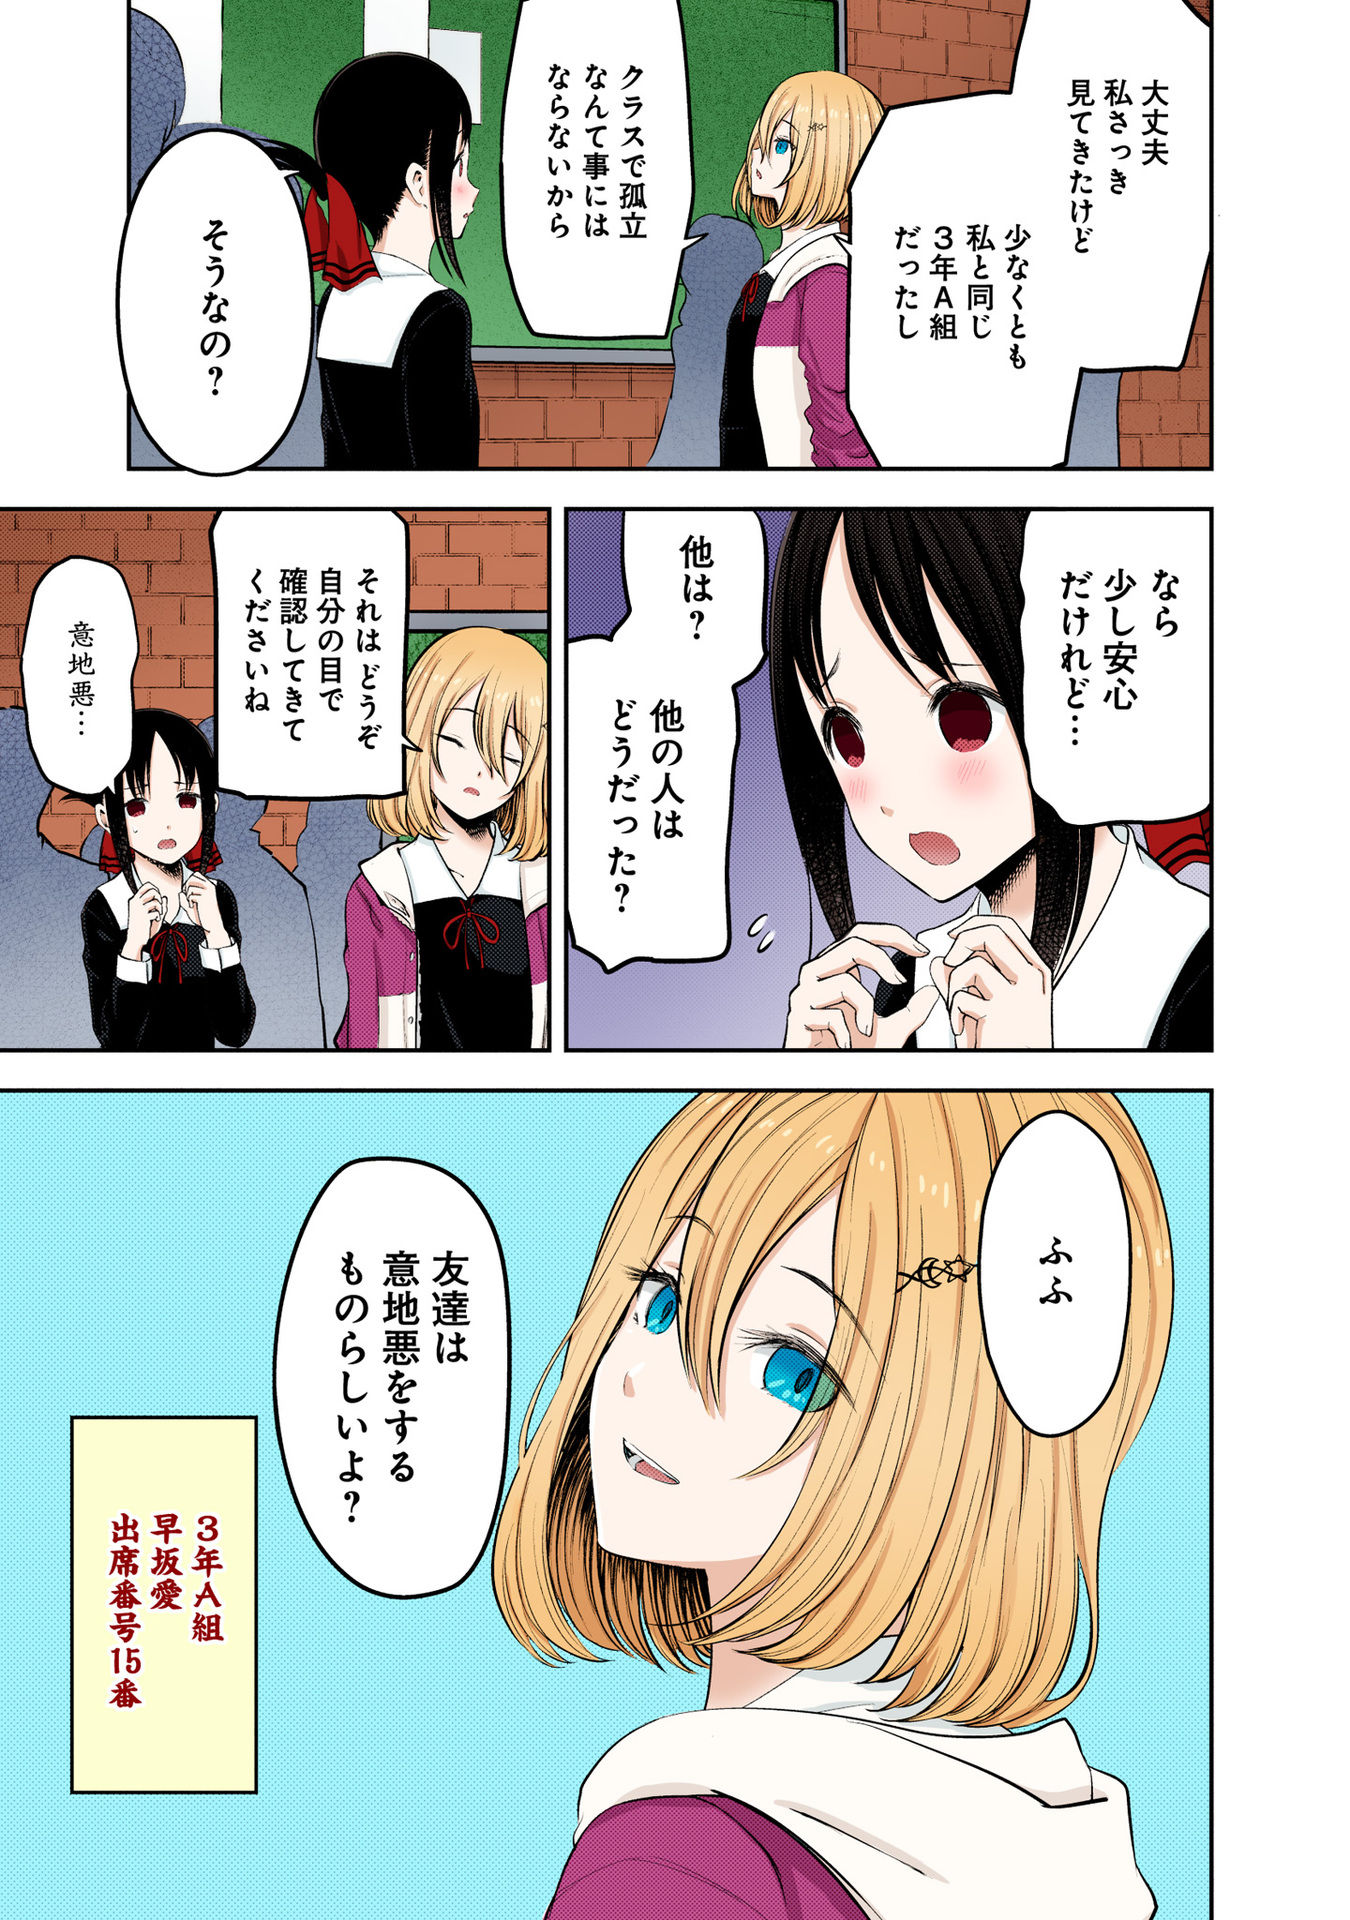 大丈夫
私さっき
見てきたけど
少なくとも
私と同じ
3年A組
だったし
クラスで孤立
なんて事には
ならないから
そうなの?
なら
少し安心
だけれど…
他は?
他の人は
どうだった?
それは どうぞ
自分の目で
確認してきて
くださいね
意地悪…
ふふ
友達は
意地悪をする
ものらしいよ?
3年A組
早坂愛
出席番号15番